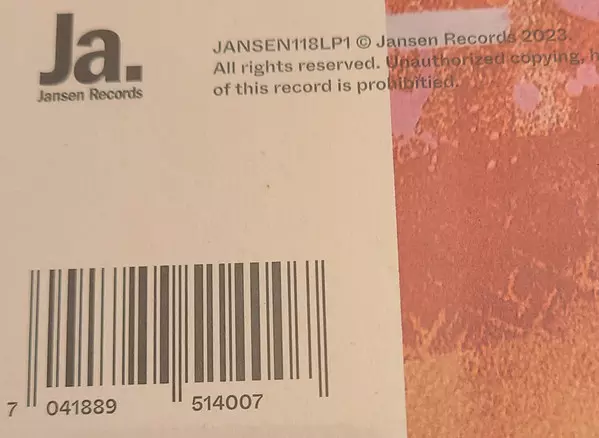 Ja.
Jansen Records
JANSEN118LP1 © Jansen Records 2023.
All rights reserved. Unauthorized copying, h
of this record is prohibitied.
7 041889 514007